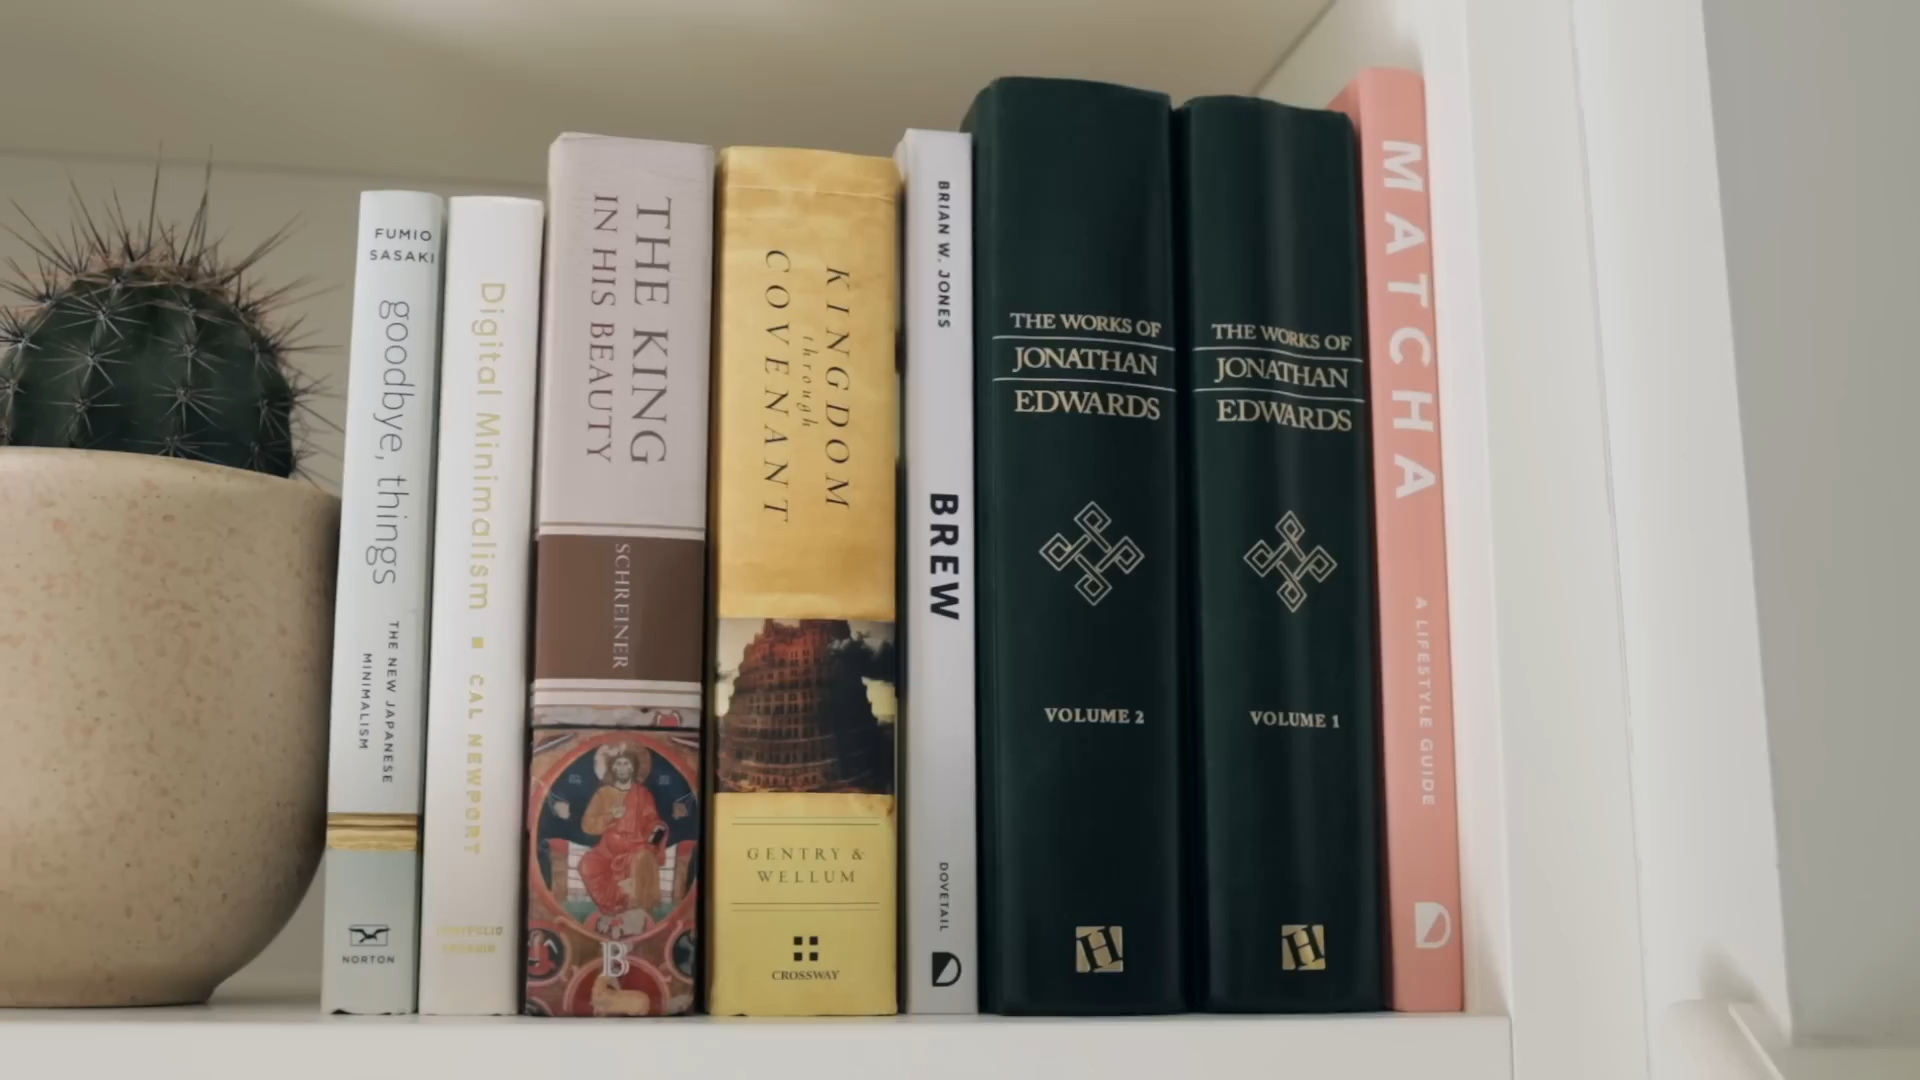 FUMIO
SASAKI
goodbye, things
THE NEW JAPANESE
MINIMALISM
NORTON
Digital Minimalism ■ CAL NEWPORT
PORTFOLIO
PENGUIN
THE KING
IN HIS BEAUTY
SCHREINER
B
KINGDOM
through
COVENANT
GENTRY &
WELLUM
CROSSWAY
BRIAN W. JONES
BREW
DOVETAIL
D
THE WORKS OF
JONATHAN
EDWARDS
VOLUME 2
H
THE WORKS OF
JONATHAN
EDWARDS
VOLUME 1
H
MATCHA
A LIFESTYLE GUIDE
D